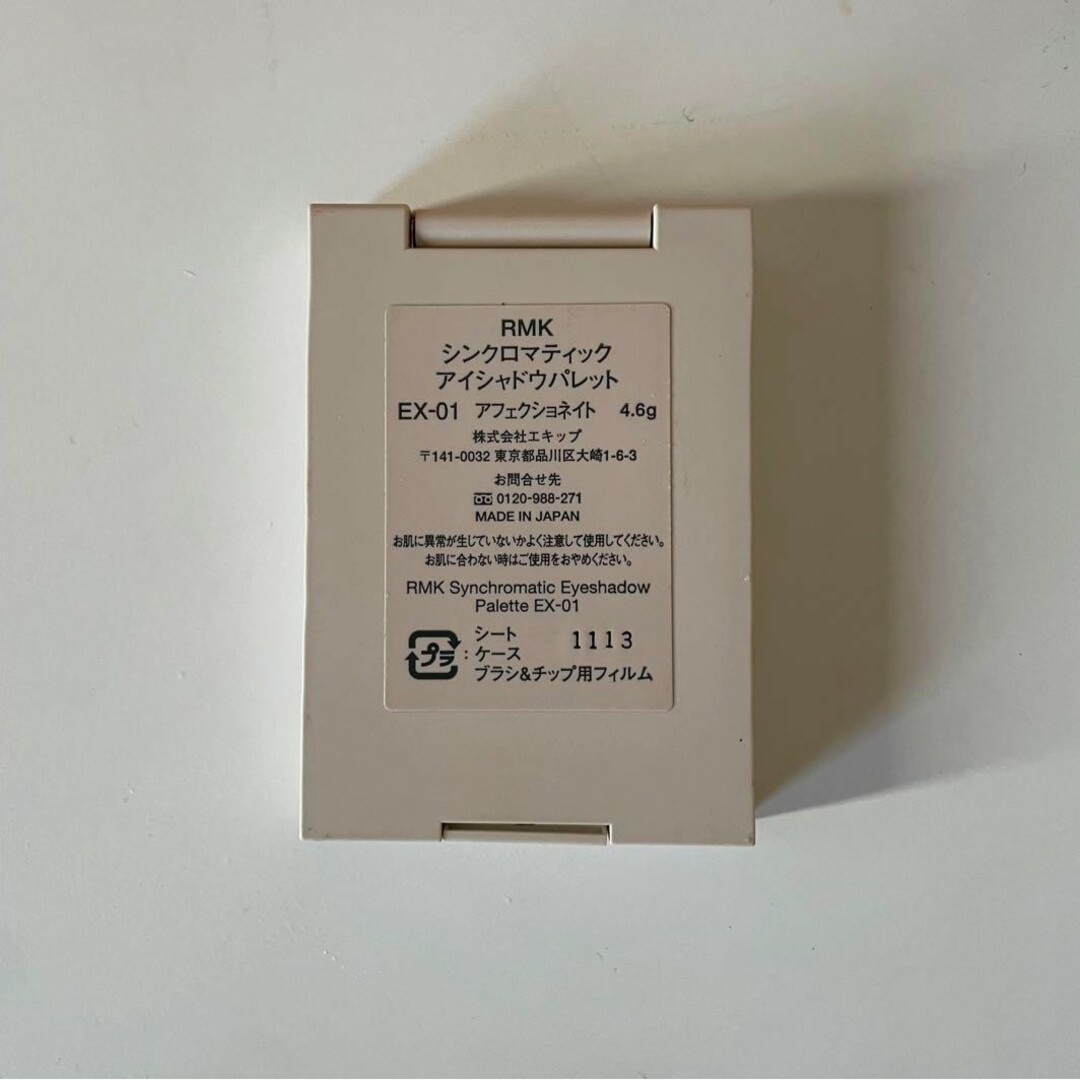 RMK
シンクロマティック
アイシャドウパレット
EX-01 アフェクショネイト 4.6g
株式会社エキップ
〒141-0032 東京都品川区大崎1-6-3
お問合せ先
0120-988-271
MADE IN JAPAN
お肌に異常が生じていないかよく注意して使用してください。
お肌に合わない時はご使用をおやめください。
RMK Synchromatic Eyeshadow
Palette EX-01
シート 1113
プラ : ケース
ブラシ&チップ用フィルム